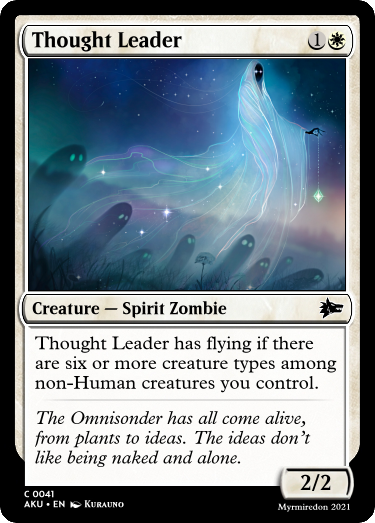 Thought Leader 1
Creature — Spirit Zombie
Thought Leader has flying if there
are six or more creature types among
non-Human creatures you control.
The Omnisonder has all come alive,
from plants to ideas. The ideas don't
like being naked and alone.
2/2
C 0041
AKU • EN Kurauno
Myrmiredon 2021